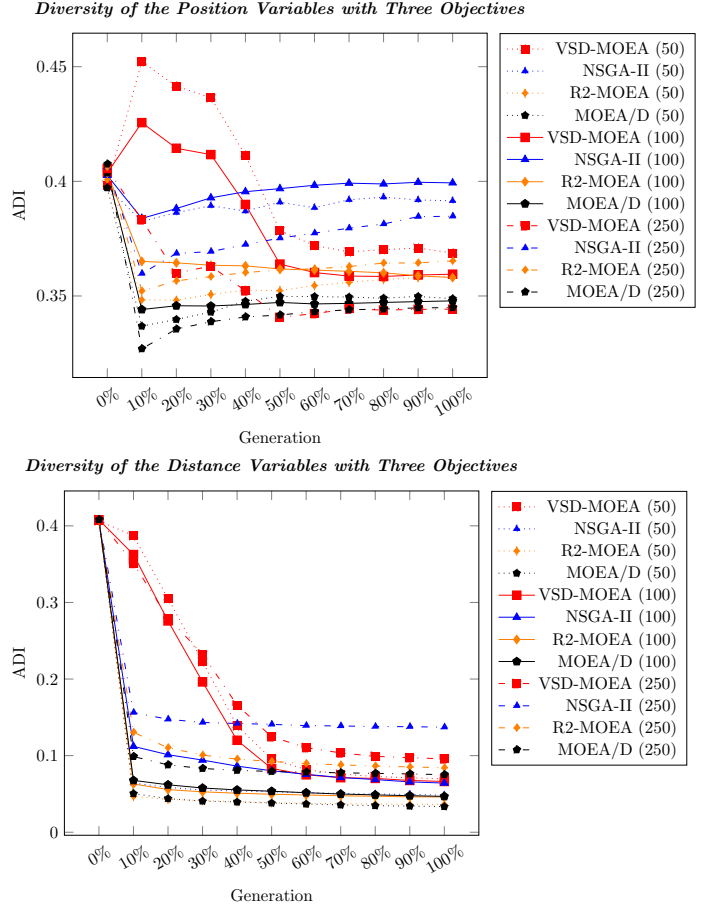 Diversity of the Position Variables with Three Objectives
0.45
0.4
0.35
ADI
0% 10% 20% 30% 40% 50% 60% 70% 80% 90% 100%
Generation
VSD-MOEA (50)
NSGA-II (50)
R2-MOEA (50)
MOEA/D (50)
VSD-MOEA (100)
NSGA-II (100)
R2-MOEA (100)
MOEA/D (100)
VSD-MOEA (250)
NSGA-II (250)
R2-MOEA (250)
MOEA/D (250)
Diversity of the Distance Variables with Three Objectives
0.4
0.3
0.2
0.1
0
ADI
0% 10% 20% 30% 40% 50% 60% 70% 80% 90% 100%
Generation
VSD-MOEA (50)
NSGA-II (50)
R2-MOEA (50)
MOEA/D (50)
VSD-MOEA (100)
NSGA-II (100)
R2-MOEA (100)
MOEA/D (100)
VSD-MOEA (250)
NSGA-II (250)
R2-MOEA (250)
MOEA/D (250)